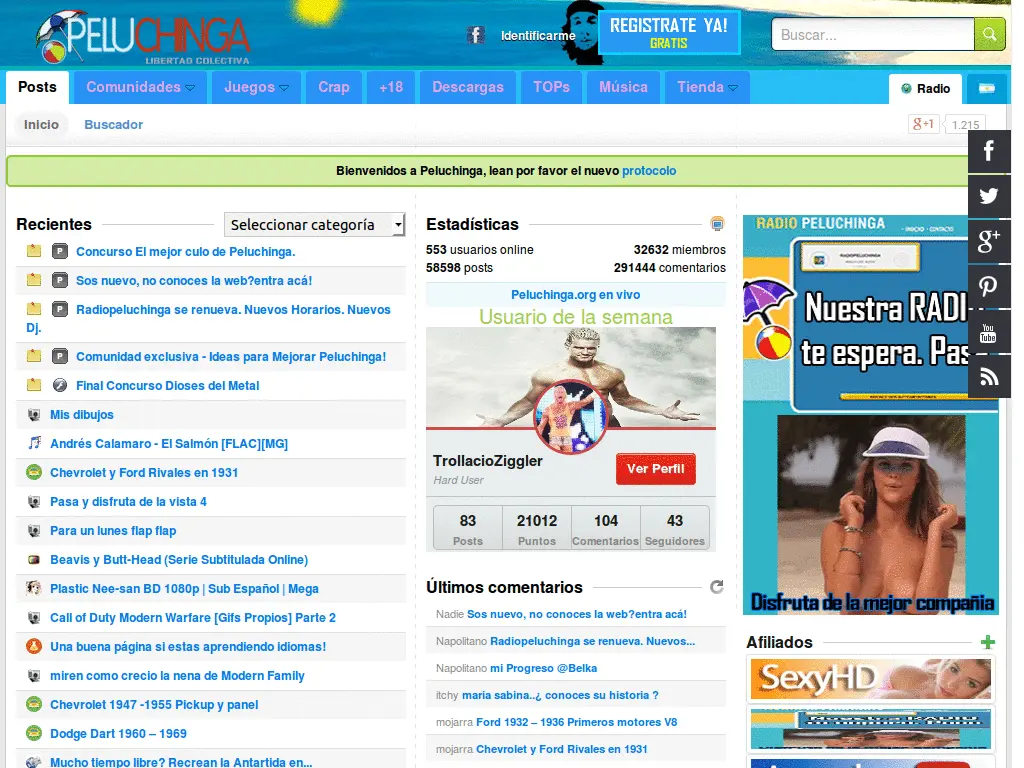 PELUCHINGA
LIBERTAD COLECTIVA
Identificarme
REGISTRATE YA!
GRATIS
Buscar...
Posts
Comunidades
Juegos
Crap
+18
Descargas
TOPs
Música
Tienda
Radio
Inicio
Buscador
g+1
1.215
Bienvenidos a Peluchinga, lean por favor el nuevo protocolo
Recientes
Seleccionar categoría
Concurso El mejor culo de Peluchinga.
Sos nuevo, no conoces la web?entra acá!
Radiopeluchinga se renueva. Nuevos Horarios. Nuevos
Dj.
Comunidad exclusiva - Ideas para Mejorar Peluchinga!
Final Concurso Dioses del Metal
Mis dibujos
Andrés Calamaro - El Salmón [FLAC][MG]
Chevrolet y Ford Rivales en 1931
Pasa y disfruta de la vista 4
Para un lunes flap flap
Beavis y Butt-Head (Serie Subtitulada Online)
Plastic Nee-san BD 1080p | Sub Español | Mega
Call of Duty Modern Warfare [Gifs Propios] Parte 2
Una buena página si estas aprendiendo idiomas!
miren como crecio la nena de Modern Family
Chevrolet 1947 -1955 Pickup y panel
Dodge Dart 1960 – 1969
Mucho tiempo libre? Recrean la Antartida en...
Estadísticas
553 usuarios online
32632 miembros
58598 posts
291444 comentarios
Peluchinga.org en vivo
Usuario de la semana
TrollacioZiggler
Hard User
Ver Perfil
83
Posts
21012
Puntos
104
Comentarios
43
Seguidores
Últimos comentarios
Nadie Sos nuevo, no conoces la web?entra acá!
Napolitano Radiopeluchinga se renueva. Nuevos...
Napolitano mi Progreso @Belka
itchy maria sabina..¿ conoces su historia ?
mojarra Ford 1932 – 1936 Primeros motores V8
mojarra Chevrolet y Ford Rivales en 1931
RADIO PELUCHINGA
INICIO - CONTACTO
RADIOPELUCHINGA
Nuestra RADI
te espera. Pas
Disfruta de la mejor compañia
You
Tube
Afiliados
SexyHD